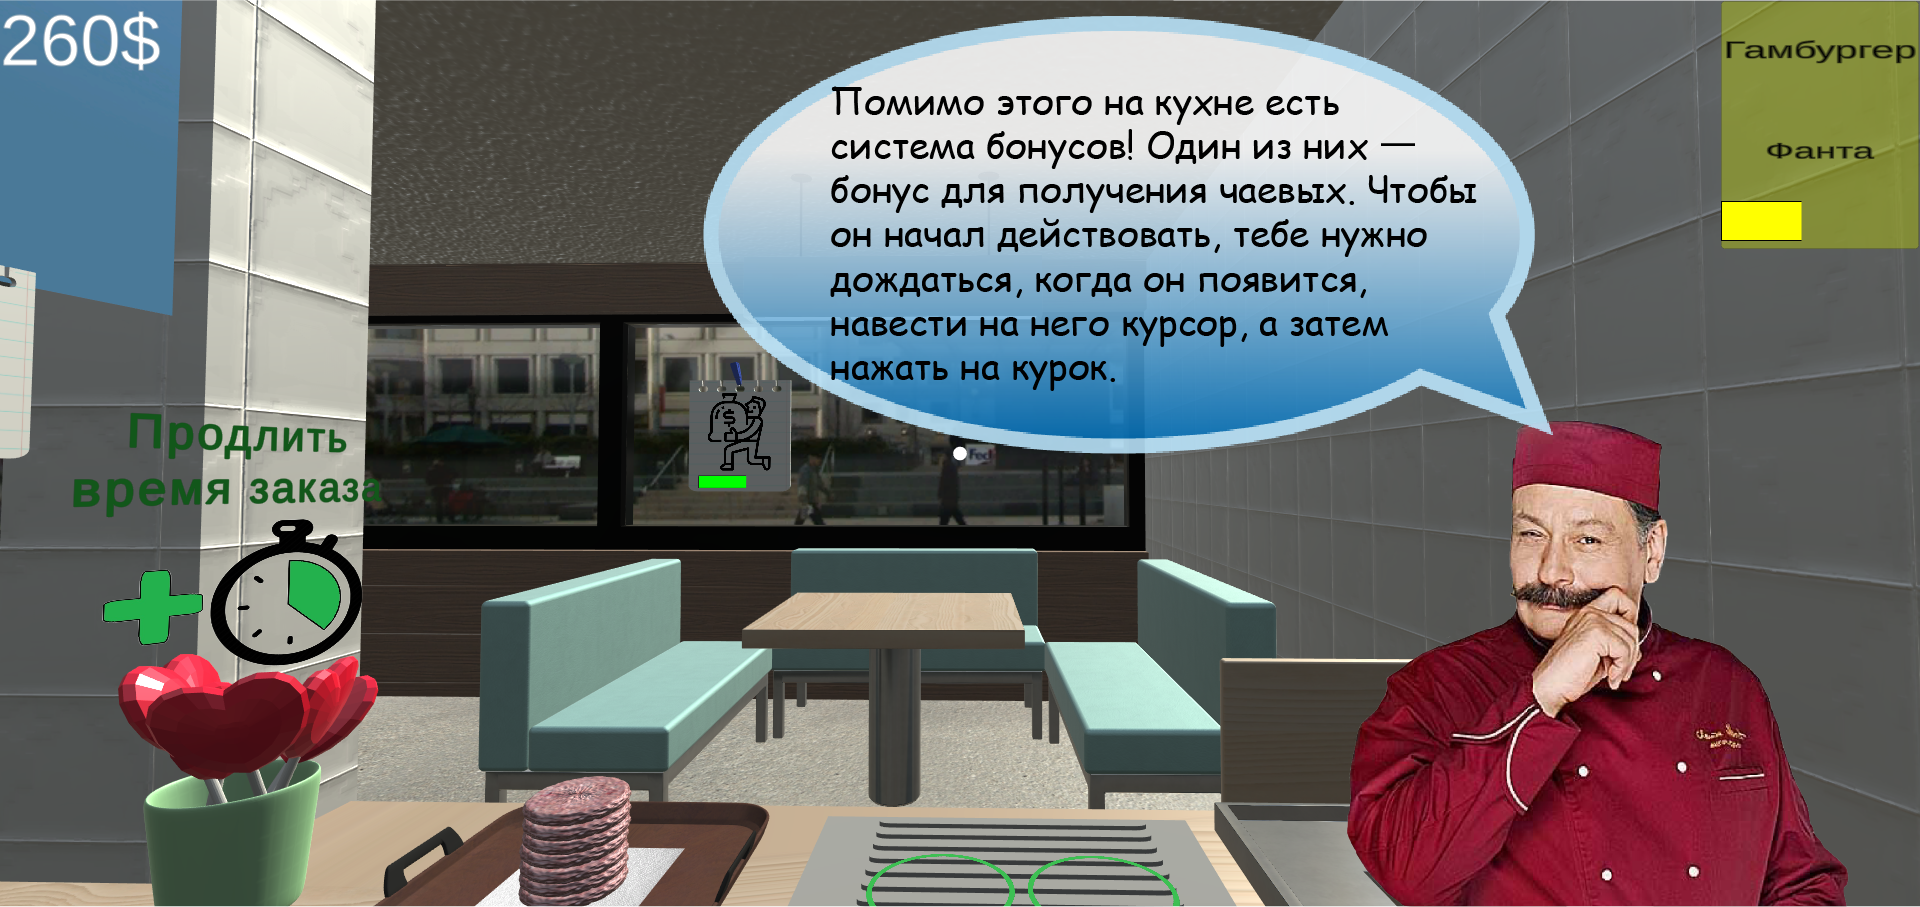 260$
Гамбургер
Фанта
Помимо этого на кухне есть
система бонусов! Один из них —
бонус для получения чаевых. Чтобы
он начал действовать, тебе нужно
дождаться, когда он появится,
навести на него курсор, а затем
нажать на курок.
Продлить
время заказа
$
Fed